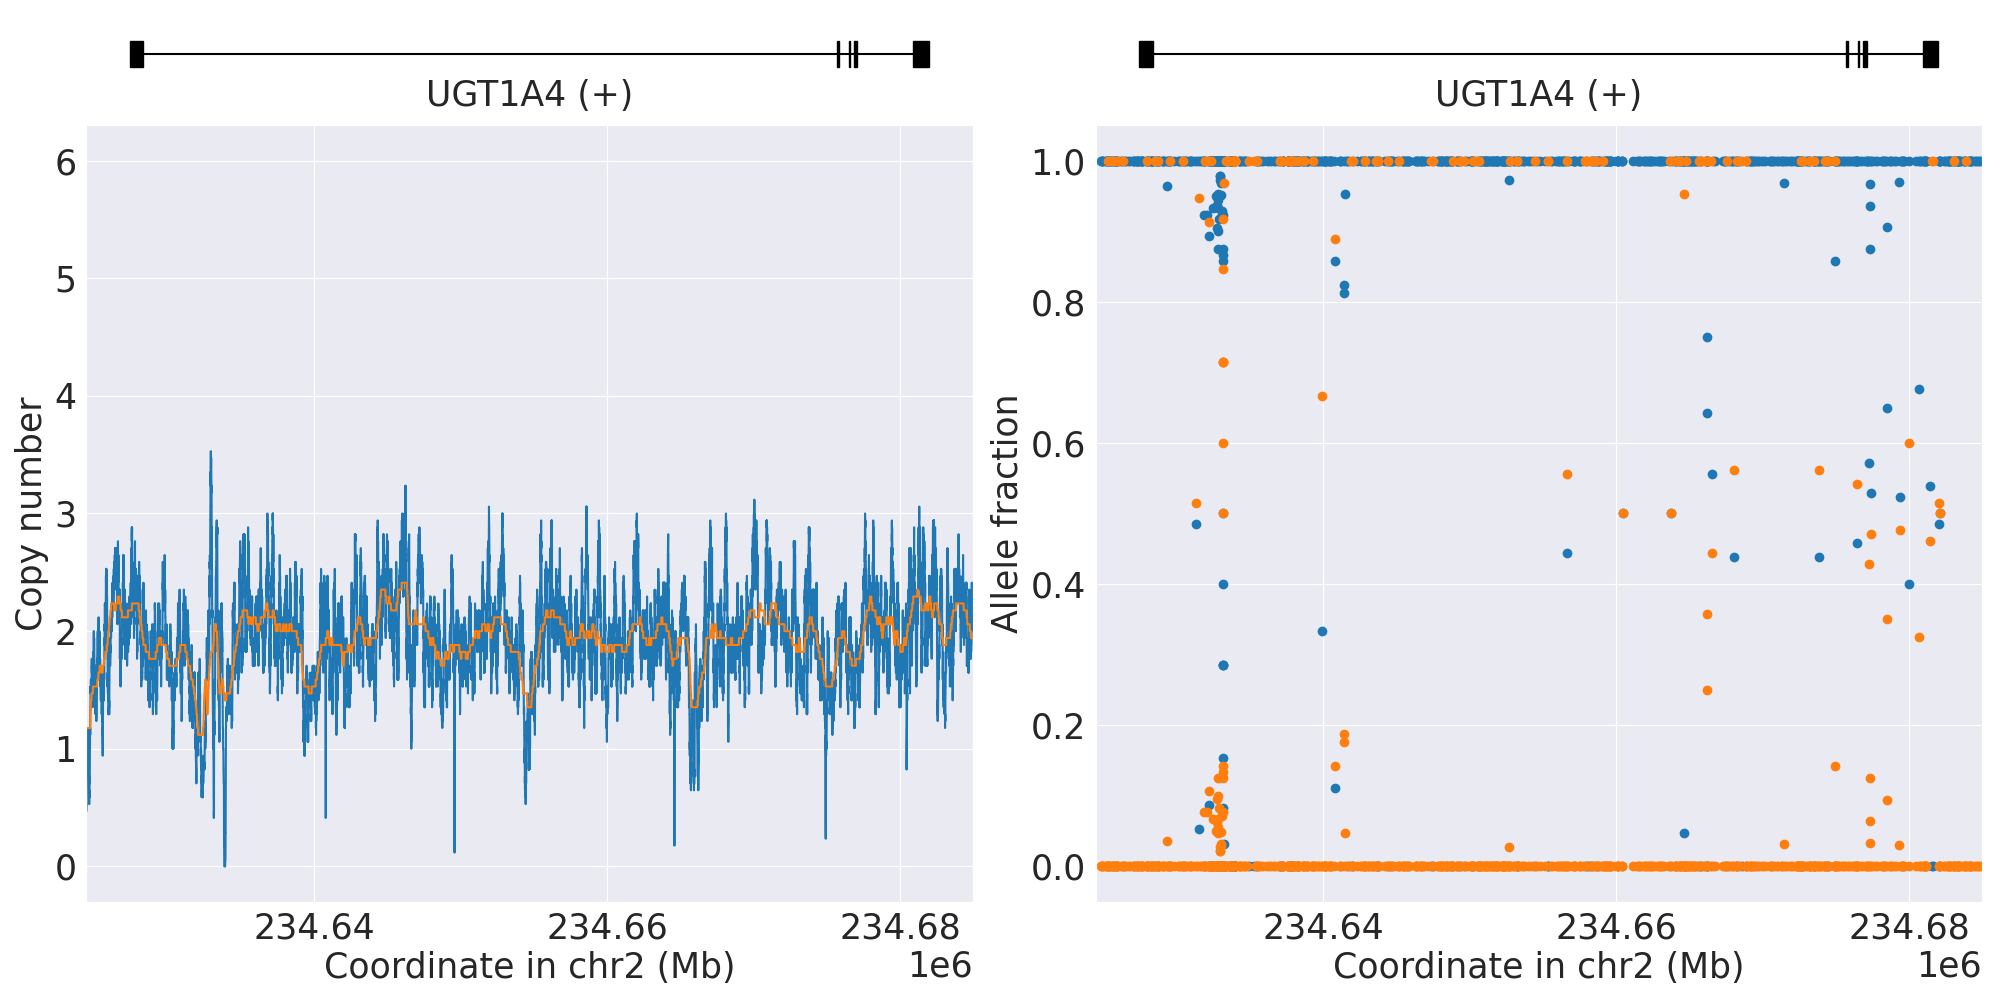 UGT1A4 (+)
6
5
4
3
2
1
0
Copy number
234.64 234.66 234.68
Coordinate in chr2 (Mb)
1e6
UGT1A4 (+)
1.0
0.8
0.6
0.4
0.2
0.0
Allele fraction
234.64 234.66 234.68
Coordinate in chr2 (Mb)
1e6